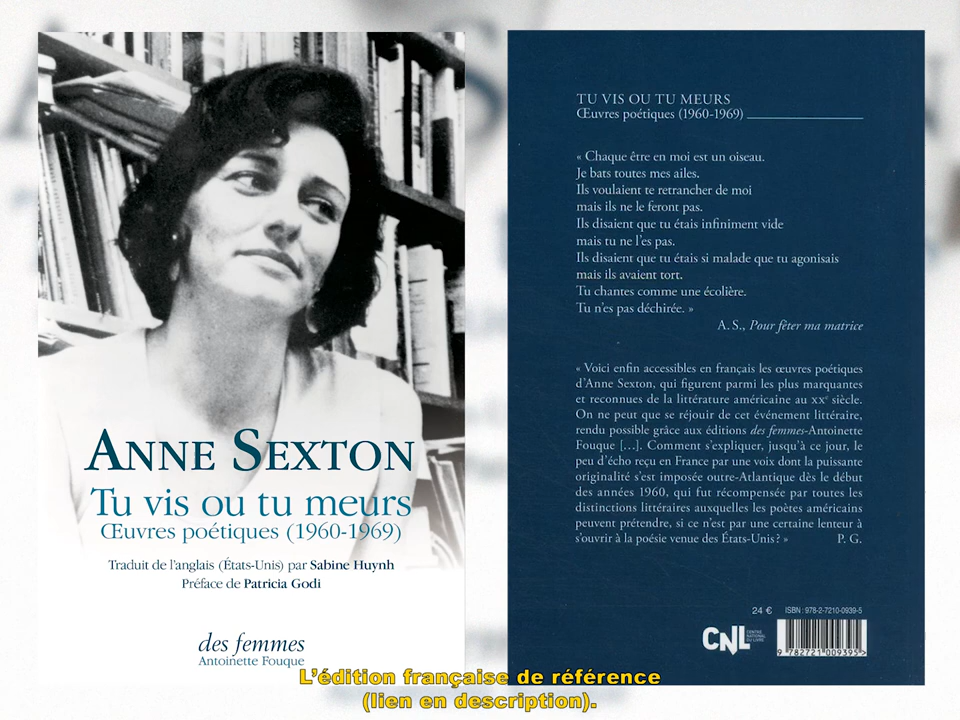 ANNE SEXTON
Tu vis ou tu meurs
Œuvres poétiques (1960-1969)
Traduit de l'anglais (États-Unis) par Sabine Huynh
Préface de Patricia Godi
des femmes
Antoinette Fouque
TU VIS OU TU MEURS
Œuvres poétiques (1960-1969)
« Chaque être en moi est un oiseau.
Je bats toutes mes ailes.
Ils voulaient te retrancher de moi
mais ils ne le feront pas.
Ils disaient que tu étais infiniment vide
mais tu ne l'es pas.
Ils disaient que tu étais si malade que tu agonisais
mais ils avaient tort.
Tu chantes comme une écolière.
Tu n'es pas déchirée. »
A. S., Pour fêter ma matrice
« Voici enfin accessibles en français les œuvres poétiques
d'Anne Sexton, qui figurent parmi les plus marquantes
et reconnues de la littérature américaine au XXe siècle.
On ne peut que se réjouir de cet événement littéraire,
rendu possible grâce aux éditions des femmes-Antoinette
Fouque […]. Comment s'expliquer, jusqu'à ce jour, le
peu d'écho reçu en France par une voix dont la puissante
originalité s'est imposée outre-Atlantique dès le début
des années 1960, qui fut récompensée par toutes les
distinctions littéraires auxquelles les poètes américains
peuvent prétendre, si ce n'est par une certaine lenteur à
s'ouvrir à la poésie venue des États-Unis ? » P. G.
24 € ISBN : 978-2-7210-0939-5
CNL CENTRE
NATIONAL
DU LIVRE
9 782721 009395 >
L'édition française de référence
(lien en description).